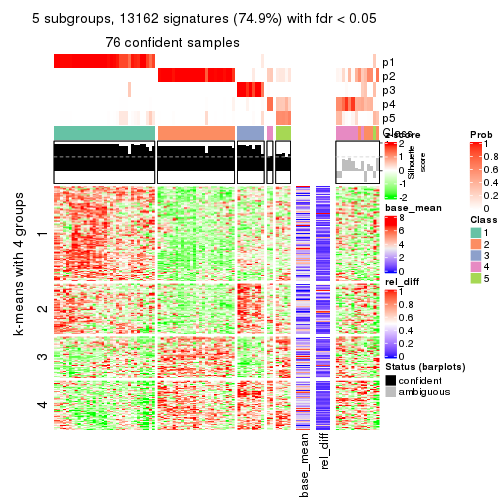 5 subgroups, 13162 signatures (74.9%) with fdr < 0.05
76 confident samples
p1
p2
p3
p4
p5
Class
k-means with 4 groups
1
2
3
4
base_mean
rel_diff
Silhouette
score
z-score
2
1
0
-1
-2
base_mean
8
6
4
2
0
rel_diff
1
0.8
0.6
0.4
0.2
0
Status (barplots)
confident
ambiguous
Prob
1
0.8
0.6
0.4
0.2
0
Class
1
2
3
4
5